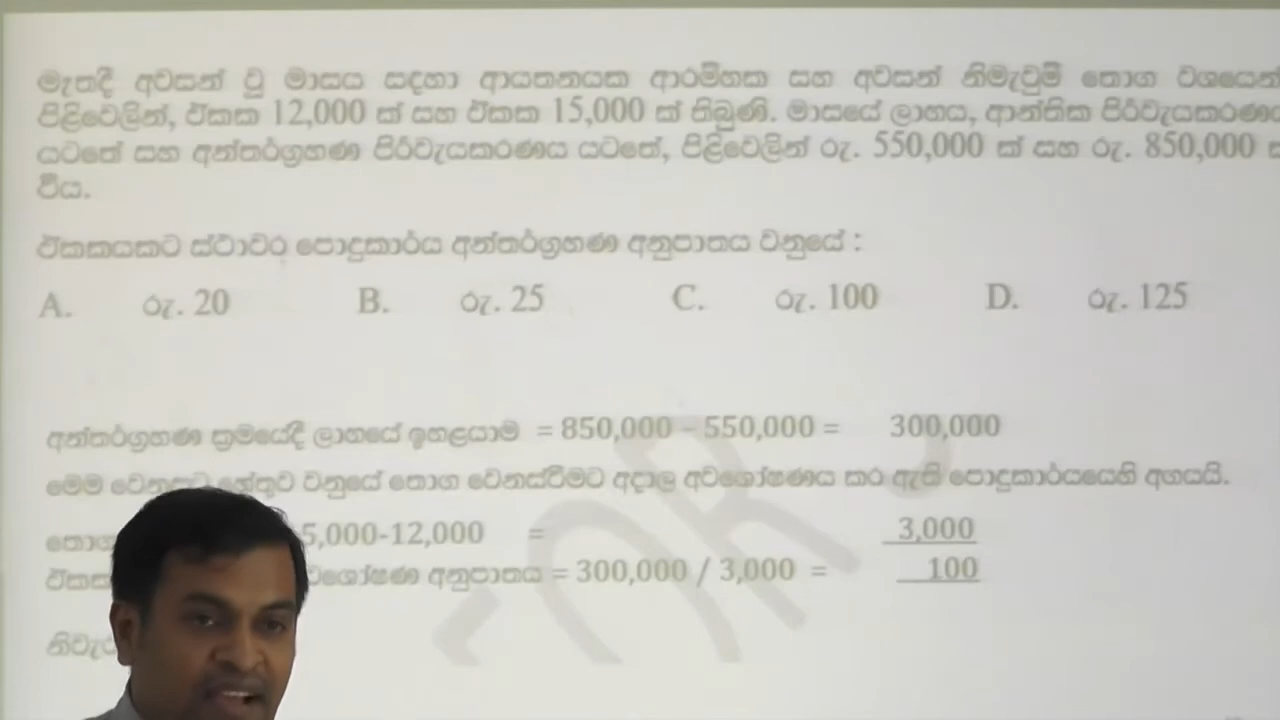 මෑතදී අවසන් වූ මාසය සඳහා ආයතනයක ආරම්භක සහ අවසන් නිමැවුම් තොග වශයෙන්
පිළිවෙලින්, ඒකක 12,000 ක් සහ ඒකක 15,000 ක් තිබුණි. මාසයේ ලාභය, ආන්තික පිරිවැයකරණය
යටතේ සහ අන්තර්ග්‍රහණ පිරිවැයකරණය යටතේ, පිළිවෙලින් රු. 550,000 ක් සහ රු. 850,000 ක්
විය.
ඒකකයකට ස්ථාවර පොදුකාර්ය අන්තර්ග්‍රහණ අනුපාතය වනුයේ :
A. රු. 20 B. රු. 25 C. රු. 100 D. රු. 125
අන්තර්ග්‍රහණ ක්‍රමයේදී ලාභයේ ඉහළයාම = 850,000 – 550,000 = 300,000
මෙම හේතුව වනුයේ තොග වෙනස්වීමට අදාල අවශෝෂණය කර ඇති පොදුකාර්යයෙහි අගයයි.
තොග 5,000-12,000 = 3,000
අනුපාතය = 300,000 / 3,000 = 100